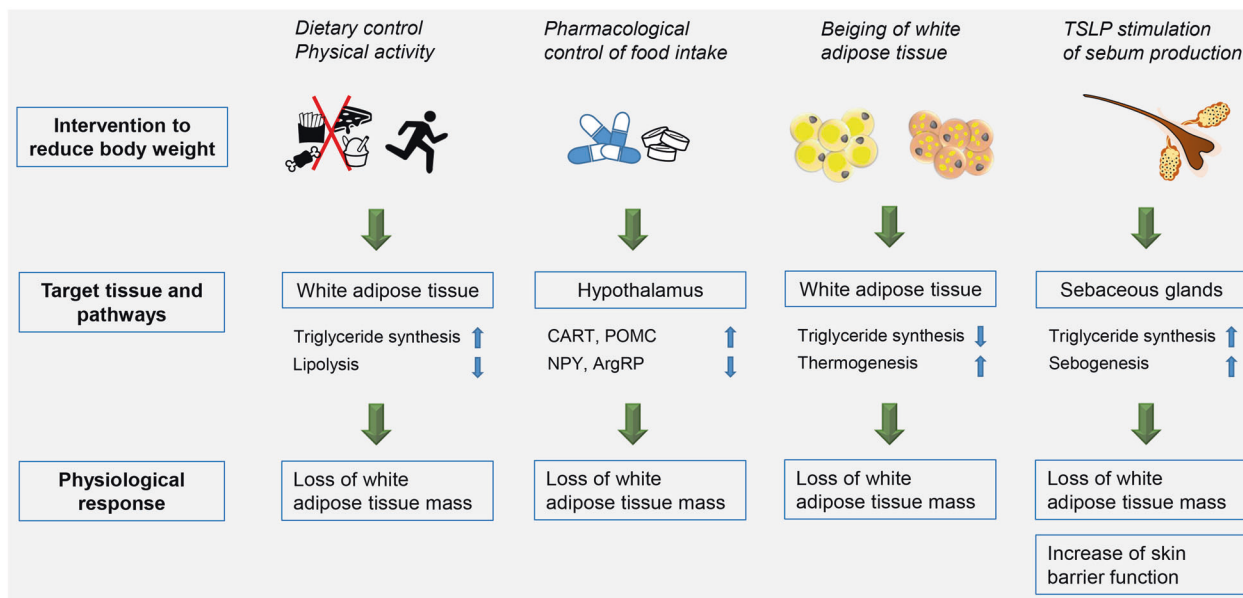 Dietary control
Physical activity
Pharmacological
control of food intake
Beiging of white
adipose tissue
TSLP stimulation
of sebum production
Intervention to
reduce body weight
Target tissue and
pathways
White adipose tissue
Triglyceride synthesis
Lipolysis
Hypothalamus
CART, POMC
NPY, ArgRP
White adipose tissue
Triglyceride synthesis
Thermogenesis
Sebaceous glands
Triglyceride synthesis
Sebogenesis
Physiological
response
Loss of white
adipose tissue mass
Loss of white
adipose tissue mass
Loss of white
adipose tissue mass
Loss of white
adipose tissue mass
Increase of skin
barrier function